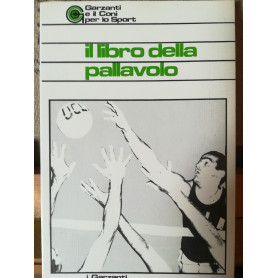 Garzanti
e il Coni
per lo Sport
il libro della
pallavolo
i Garzanti